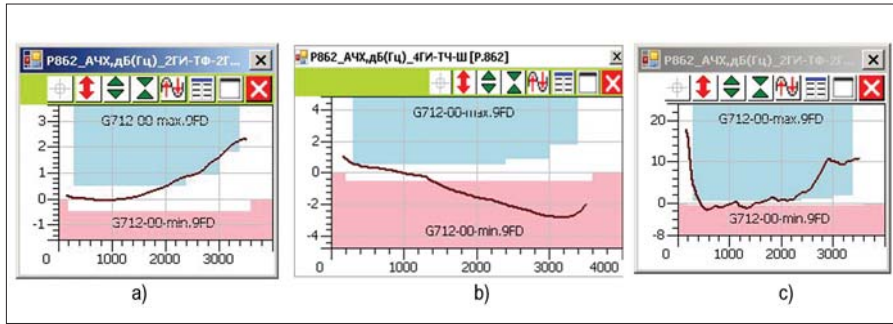 P862_АЧХ,дБ(Гц)_2ГИ-ТФ-2Г...
3
2
1
0
-1
G712-00-max.9FD
G712-00-min.9FD
0 1000 2000 3000
a)
P862_АЧХ,дБ(Гц)_4ГИ-ТЧ-Ш [P.862]
4
2
0
-2
-4
G712-00-max.9FD
G712-00-min.9FD
0 1000 2000 3000 4000
b)
P862_АЧХ,дБ(Гц)_2ГИ-ТФ-2Г...
20
10
0
-8
G712-00-max.9FD
G712-00-min.9FD
0 1000 2000 3000
c)